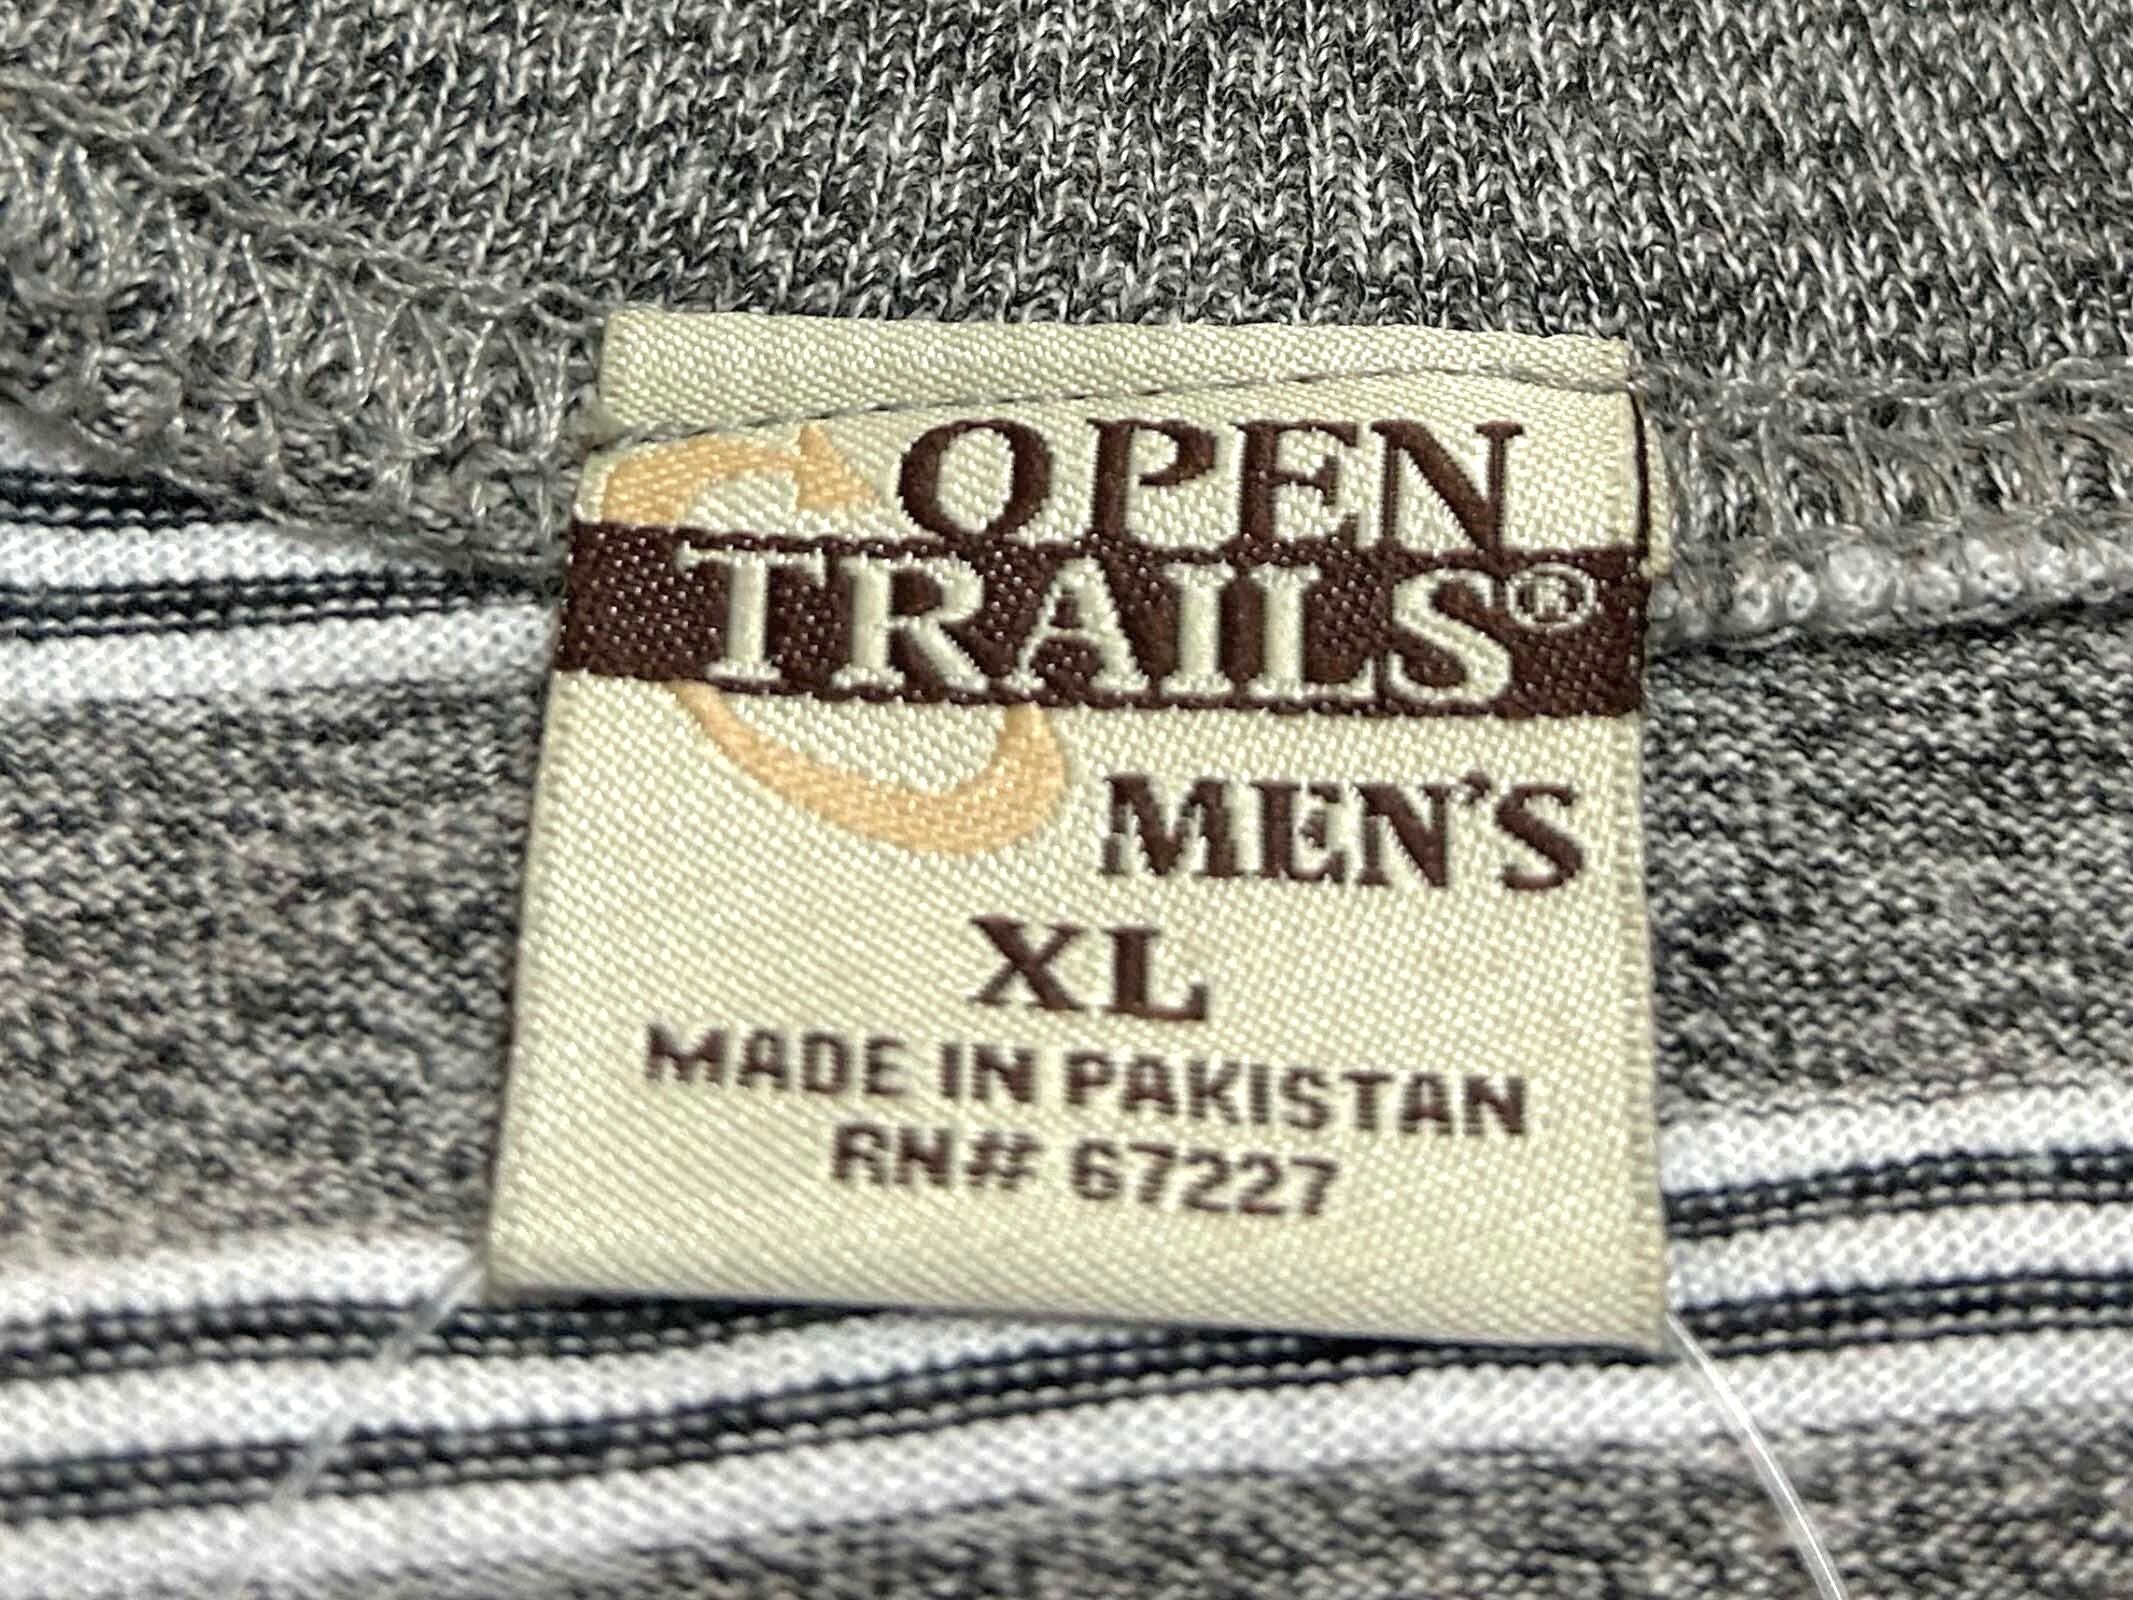 OPEN
TRAILS®
MEN'S
XL
MADE IN PAKISTAN
RN# 67227